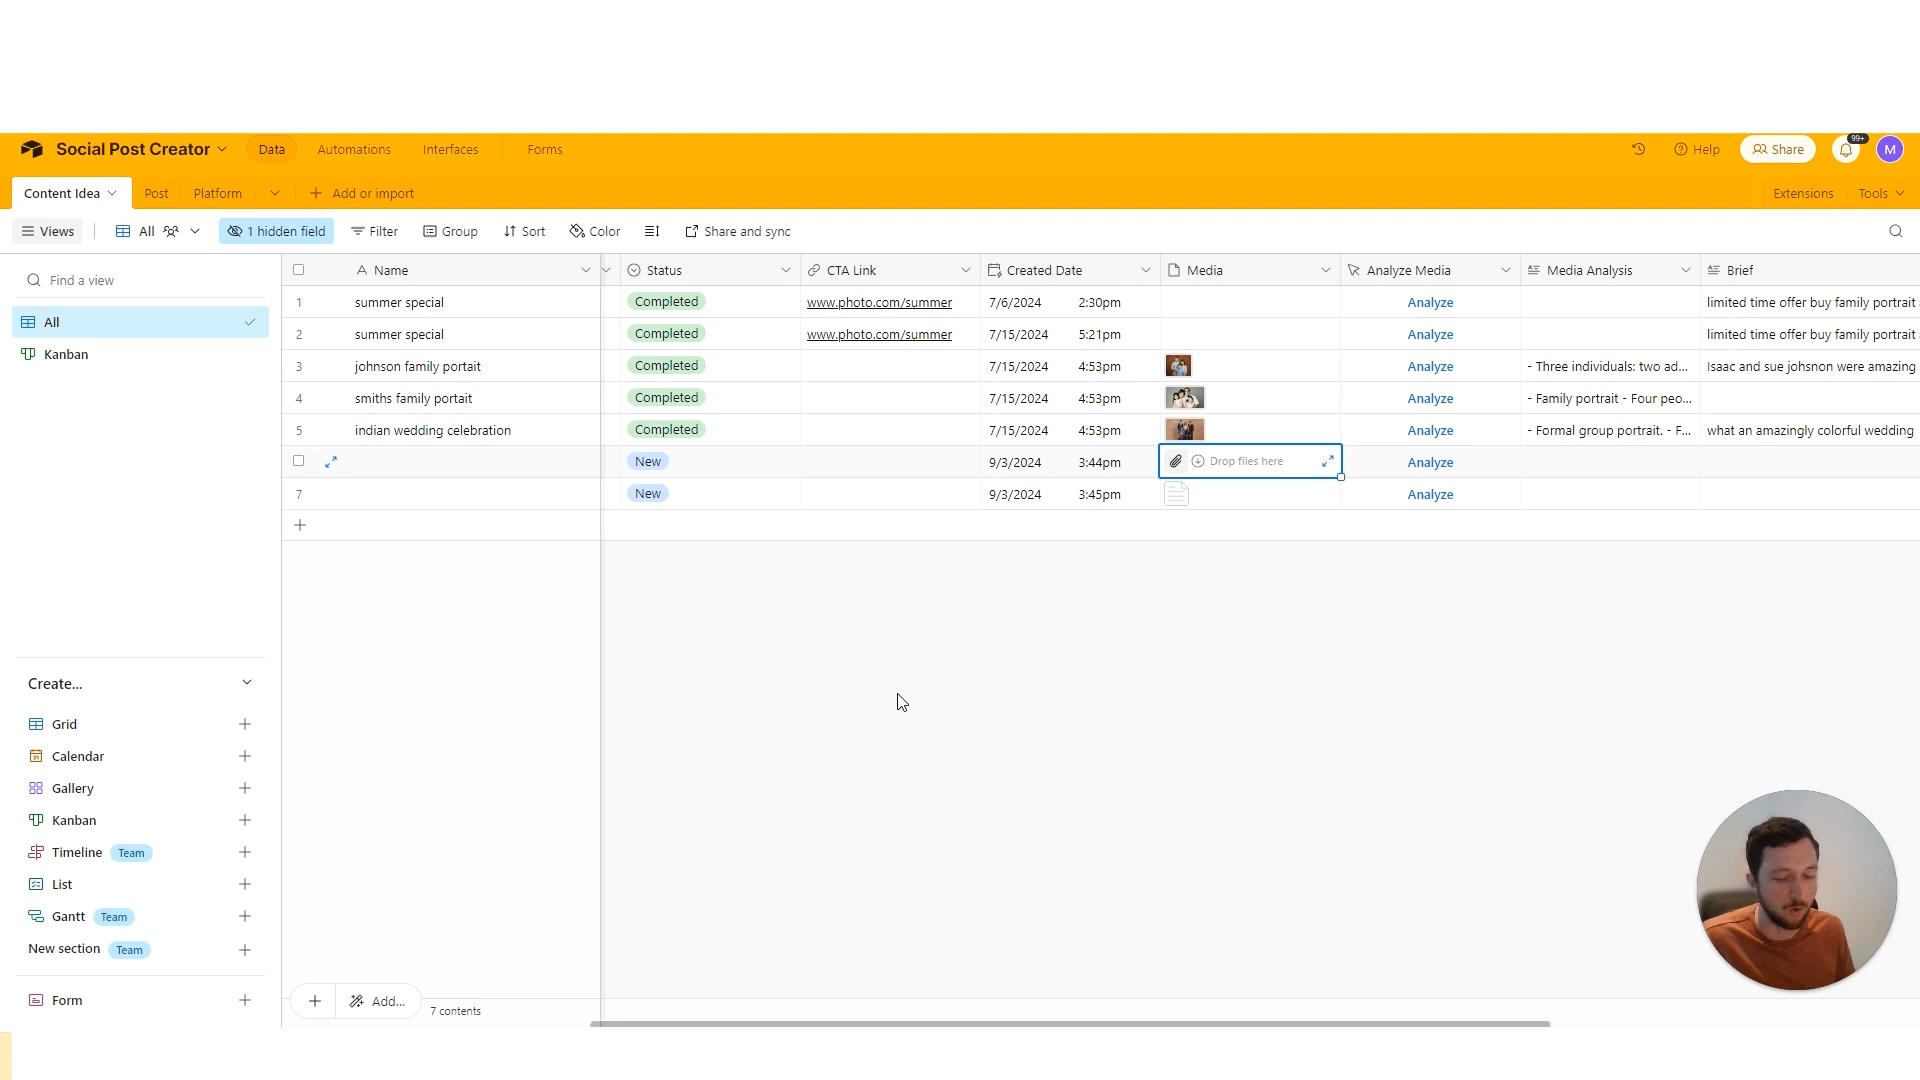 Social Post Creator Data Automations Interfaces Forms Help Share 99+ M
Content Idea Post Platform Add or import Extensions Tools
Views All 1 hidden field Filter Group Sort Color Share and sync
Find a view
All
Kanban
Create...
Grid
Calendar
Gallery
Kanban
Timeline Team
List
Gantt Team
New section Team
Form
Name Status CTA Link Created Date Media Analyze Media Media Analysis Brief
1 summer special Completed www.photo.com/summer 7/6/2024 2:30pm Analyze limited time offer buy family portrait
2 summer special Completed www.photo.com/summer 7/15/2024 5:21pm Analyze limited time offer buy family portrait
3 johnson family portait Completed 7/15/2024 4:53pm Analyze - Three individuals: two ad... Isaac and sue johsnon were amazing
4 smiths family portait Completed 7/15/2024 4:53pm Analyze - Family portrait - Four peo...
5 indian wedding celebration Completed 7/15/2024 4:53pm Analyze - Formal group portrait. - F... what an amazingly colorful wedding
New 9/3/2024 3:44pm Drop files here Analyze
7 New 9/3/2024 3:45pm Analyze
Add...
7 contents